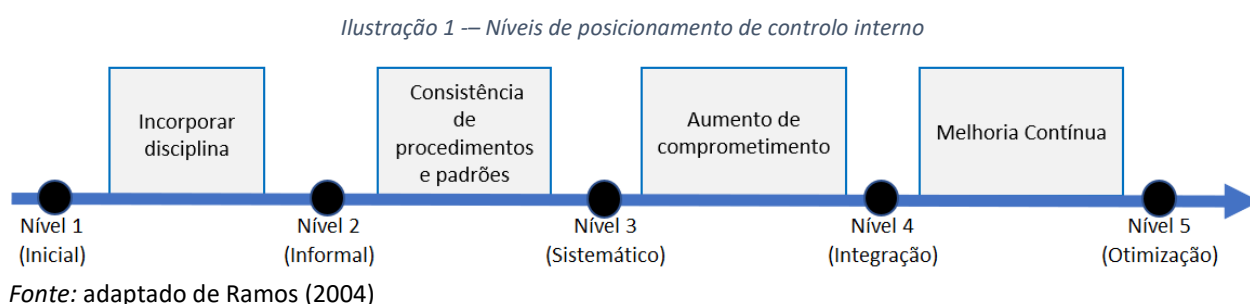 Ilustração 1 -– Níveis de posicionamento de controlo interno
Incorporar
disciplina
Consistência
de
procedimentos
e padrões
Aumento de
comprometimento
Melhoria Contínua
Nível 1
(Inicial)
Nível 2
(Informal)
Nível 3
(Sistemático)
Nível 4
(Integração)
Nível 5
(Otimização)
Fonte: adaptado de Ramos (2004)